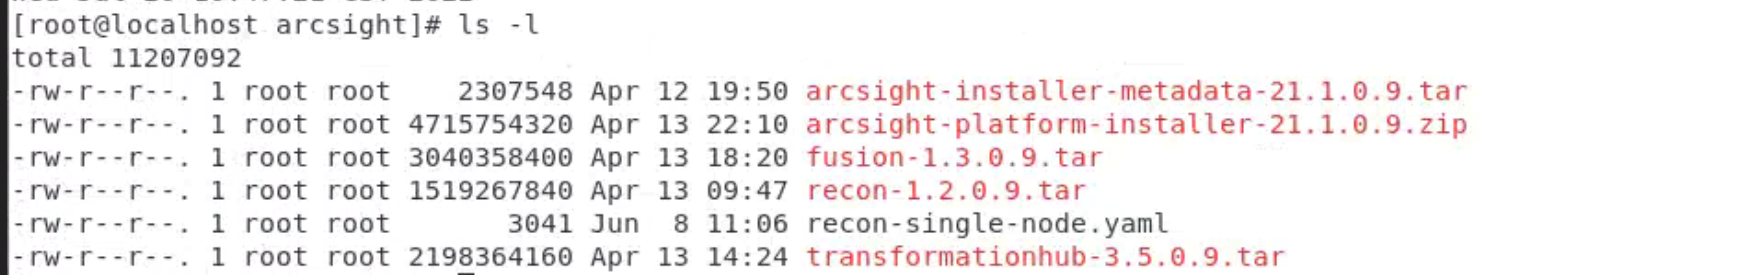 [root@localhost arcsight]# ls -l
total 11207092
-rw-r--r--. 1 root root    2307548 Apr 12 19:50 arcsight-installer-metadata-21.1.0.9.tar
-rw-r--r--. 1 root root 4715754320 Apr 13 22:10 arcsight-platform-installer-21.1.0.9.zip
-rw-r--r--. 1 root root 3040358400 Apr 13 18:20 fusion-1.3.0.9.tar
-rw-r--r--. 1 root root 1519267840 Apr 13 09:47 recon-1.2.0.9.tar
-rw-r--r--. 1 root root       3041 Jun  8 11:06 recon-single-node.yaml
-rw-r--r--. 1 root root 2198364160 Apr 13 14:24 transformationhub-3.5.0.9.tar